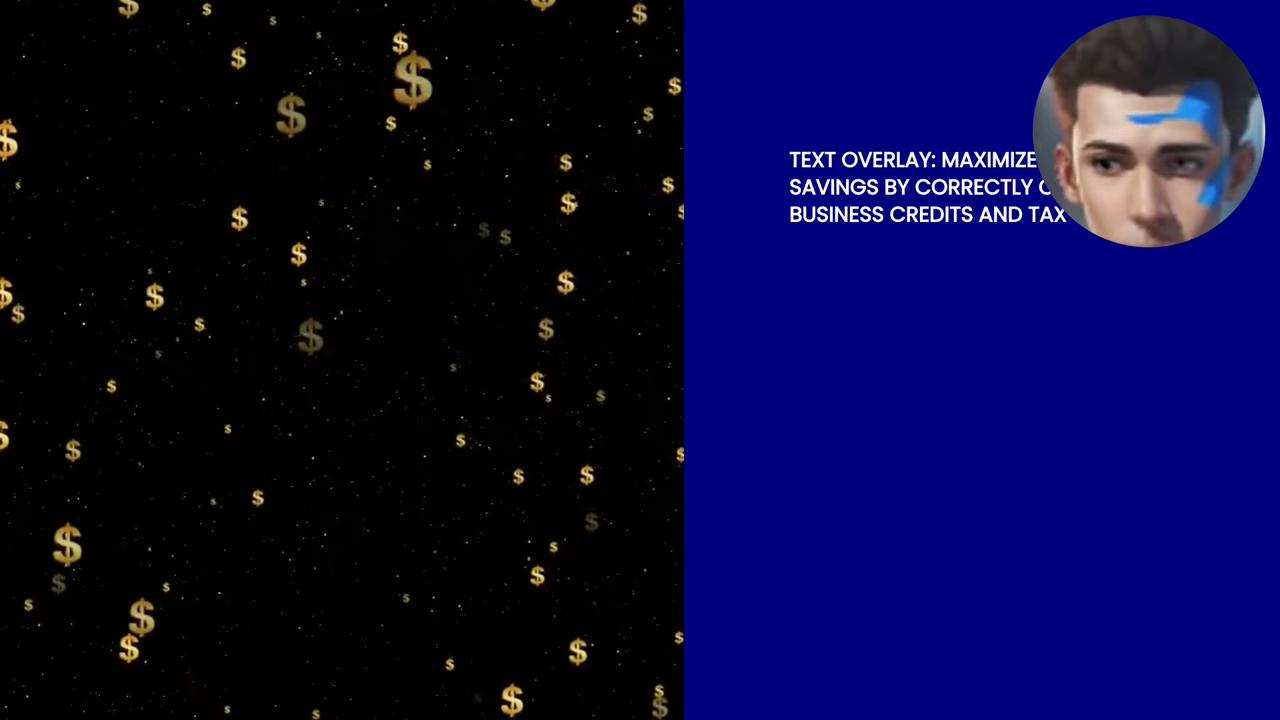 TEXT OVERLAY: MAXIMIZE
SAVINGS BY CORRECTLY
BUSINESS CREDITS AND TAX